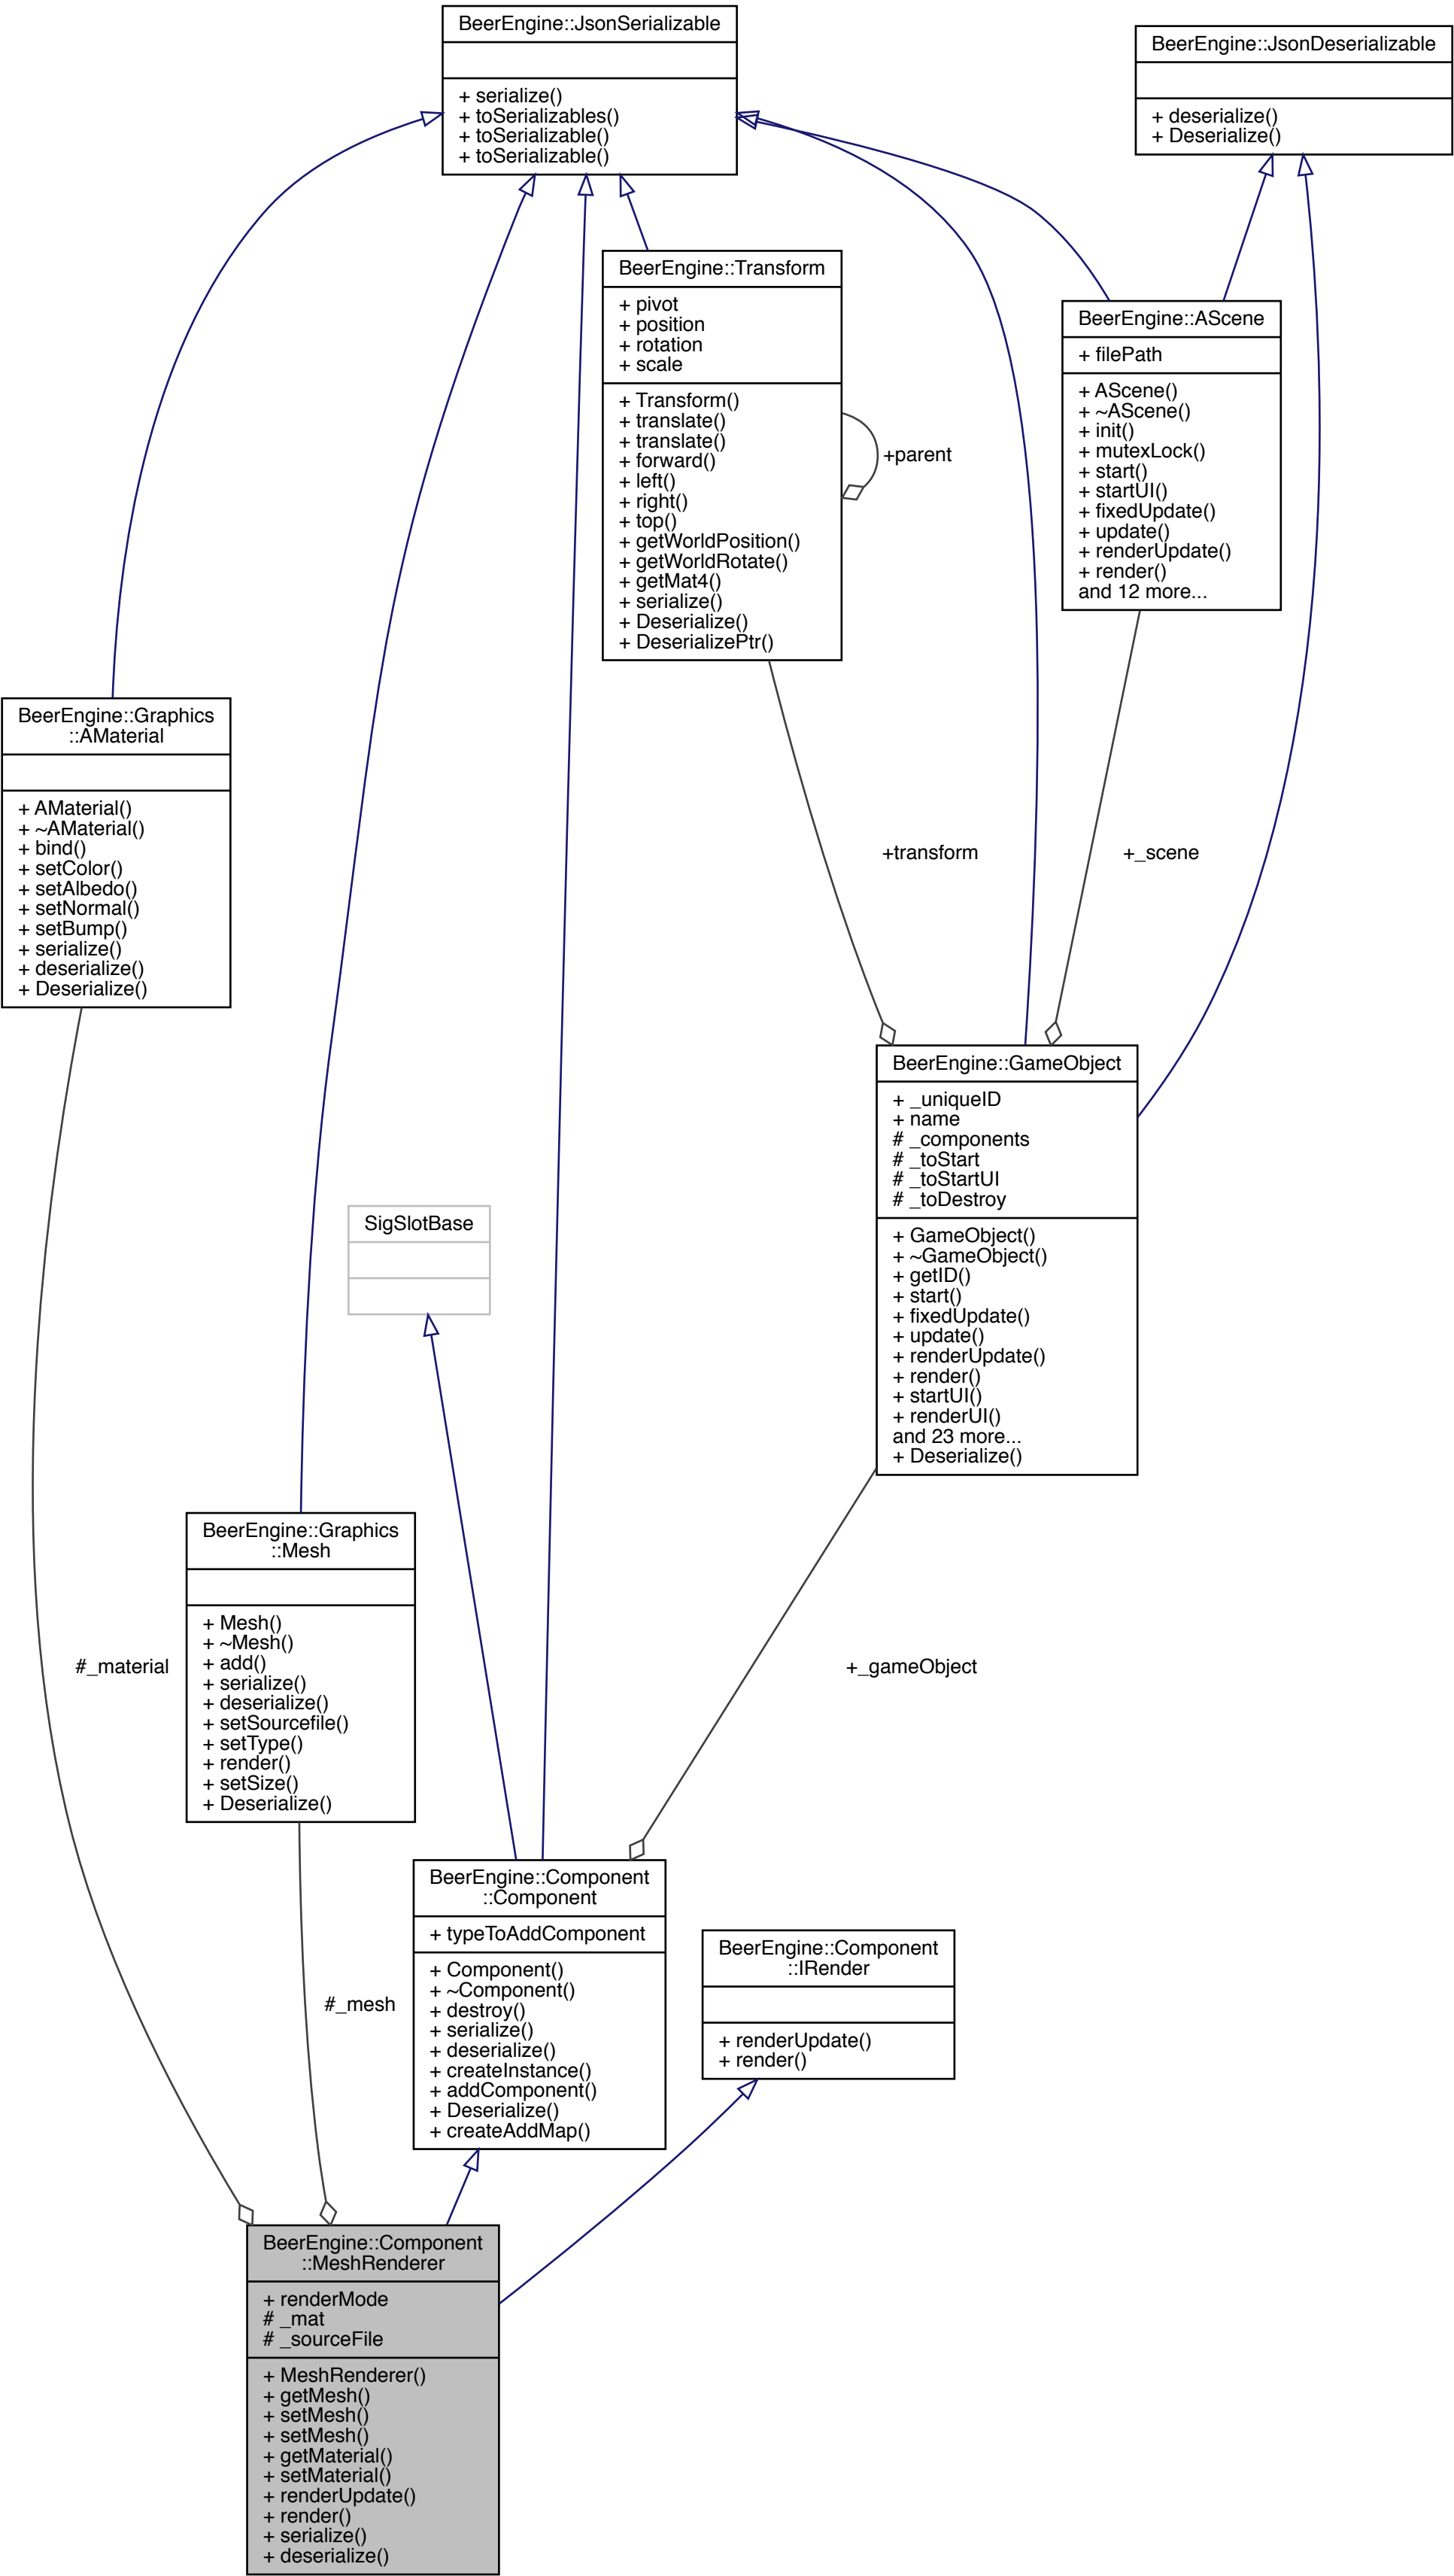 BeerEngine::JsonSerializable
+ serialize()
+ toSerializables()
+ toSerializable()
+ toSerializable()
BeerEngine::JsonDeserializable
+ deserialize()
+ Deserialize()
BeerEngine::Transform
+ pivot
+ position
+ rotation
+ scale
+ Transform()
+ translate()
+ translate()
+ forward()
+ left()
+ right()
+ top()
+ getWorldPosition()
+ getWorldRotate()
+ getMat4()
+ serialize()
+ Deserialize()
+ DeserializePtr()
+parent
BeerEngine::AScene
+ filePath
+ AScene()
+ ~AScene()
+ init()
+ mutexLock()
+ start()
+ startUI()
+ fixedUpdate()
+ update()
+ renderUpdate()
+ render()
and 12 more...
BeerEngine::Graphics
::AMaterial
+ AMaterial()
+ ~AMaterial()
+ bind()
+ setColor()
+ setAlbedo()
+ setNormal()
+ setBump()
+ serialize()
+ deserialize()
+ Deserialize()
+transform
+_scene
BeerEngine::GameObject
+ _uniqueID
+ name
# _components
# _toStart
# _toStartUI
# _toDestroy
+ GameObject()
+ ~GameObject()
+ getID()
+ start()
+ fixedUpdate()
+ update()
+ renderUpdate()
+ render()
+ startUI()
+ renderUI()
and 23 more...
+ Deserialize()
SigSlotBase
BeerEngine::Graphics
::Mesh
+ Mesh()
+ ~Mesh()
+ add()
+ serialize()
+ deserialize()
+ setSourcefile()
+ setType()
+ render()
+ setSize()
+ Deserialize()
#_material
+_gameObject
BeerEngine::Component
::Component
+ typeToAddComponent
+ Component()
+ ~Component()
+ destroy()
+ serialize()
+ deserialize()
+ createInstance()
+ addComponent()
+ Deserialize()
+ createAddMap()
BeerEngine::Component
::IRender
+ renderUpdate()
+ render()
#_mesh
BeerEngine::Component
::MeshRenderer
+ renderMode
# _mat
# _sourceFile
+ MeshRenderer()
+ getMesh()
+ setMesh()
+ setMesh()
+ getMaterial()
+ setMaterial()
+ renderUpdate()
+ render()
+ serialize()
+ deserialize()